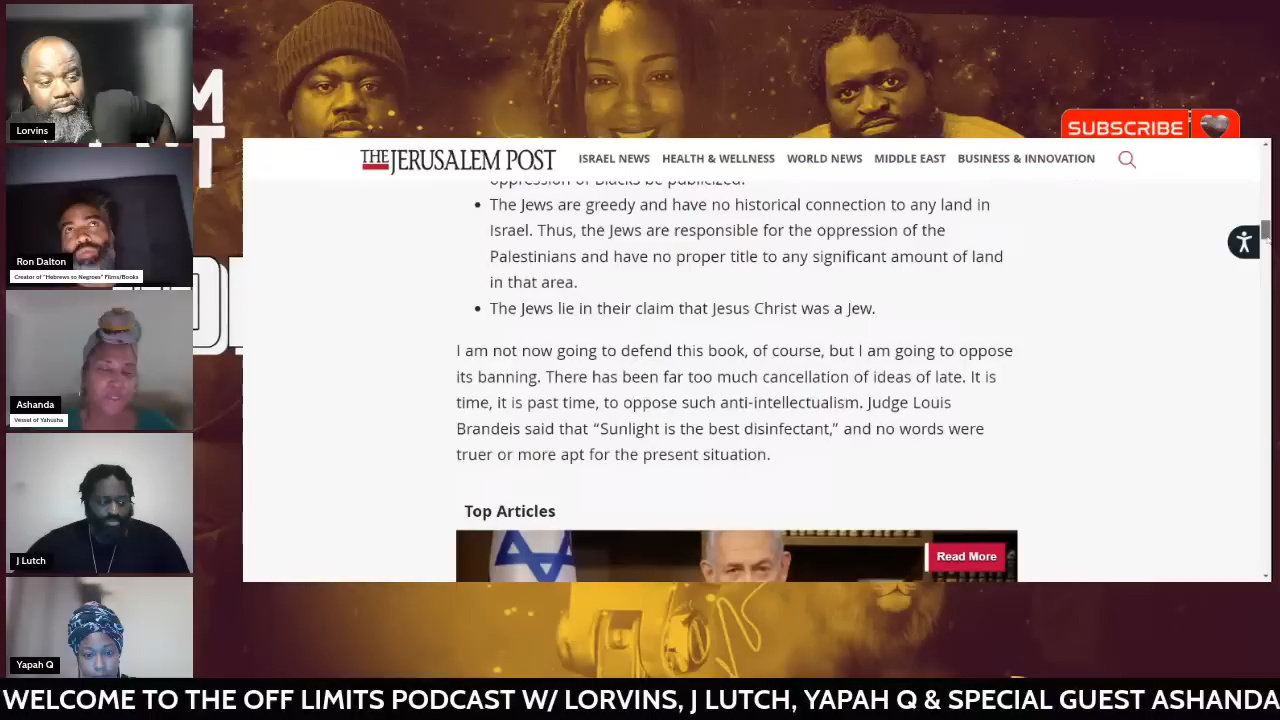 Lorvins
Ron Dalton
Creator of "Hebrews to Negroes" Films/Books
Ashanda
Vessel of Yahusha
J Lutch
Yapah Q
SUBSCRIBE
THE JERUSALEM POST
ISRAEL NEWS HEALTH & WELLNESS WORLD NEWS MIDDLE EAST BUSINESS & INNOVATION
oppression of Blacks be publicized.
• The Jews are greedy and have no historical connection to any land in
Israel. Thus, the Jews are responsible for the oppression of the
Palestinians and have no proper title to any significant amount of land
in that area.
• The Jews lie in their claim that Jesus Christ was a Jew.
I am not now going to defend this book, of course, but I am going to oppose
its banning. There has been far too much cancellation of ideas of late. It is
time, it is past time, to oppose such anti-intellectualism. Judge Louis
Brandeis said that “Sunlight is the best disinfectant,” and no words were
truer or more apt for the present situation.
Top Articles
Read More
WELCOME TO THE OFF LIMITS PODCAST W/ LORVINS, J LUTCH, YAPAH Q & SPECIAL GUEST ASHANDA